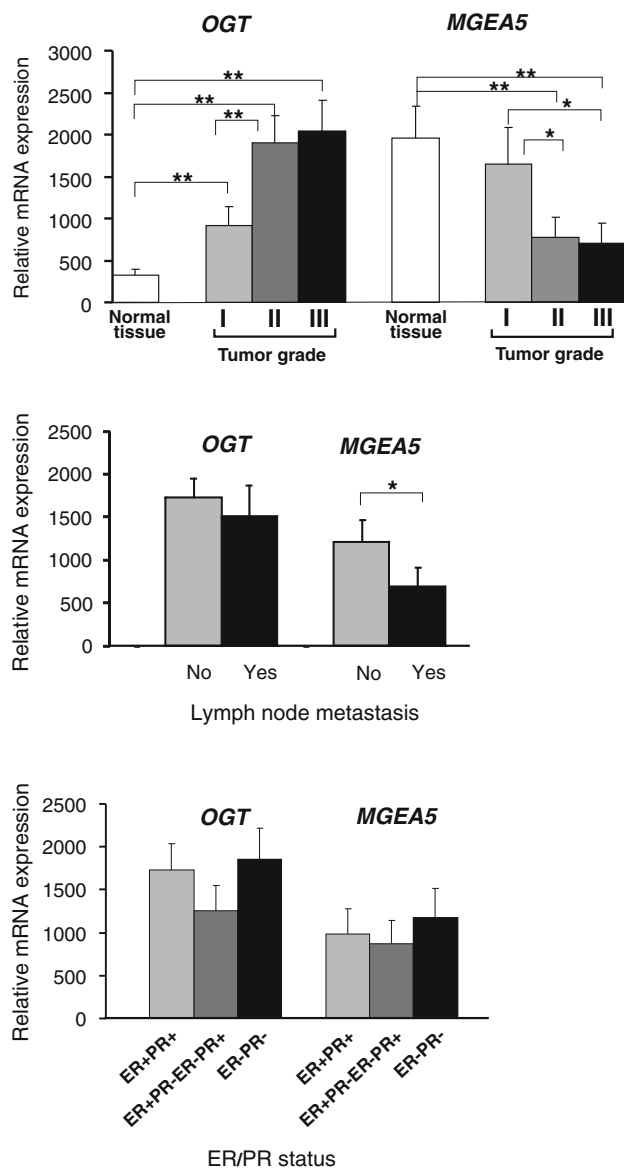 OGT MGEA5
Relative mRNA expression
3000
2500
2000
1500
1000
500
0
** ** ** **
** ** * *
Normal tissue I II III Normal tissue I II III
Tumor grade Tumor grade
OGT MGEA5
Relative mRNA expression
2500
2000
1500
1000
500
0
*
No Yes No Yes
Lymph node metastasis
OGT MGEA5
Relative mRNA expression
2500
2000
1500
1000
500
0
ER+PR+ ER+PR-ER-PR+ ER-PR- ER+PR+ ER+PR-ER-PR+ ER-PR-
ER/PR status